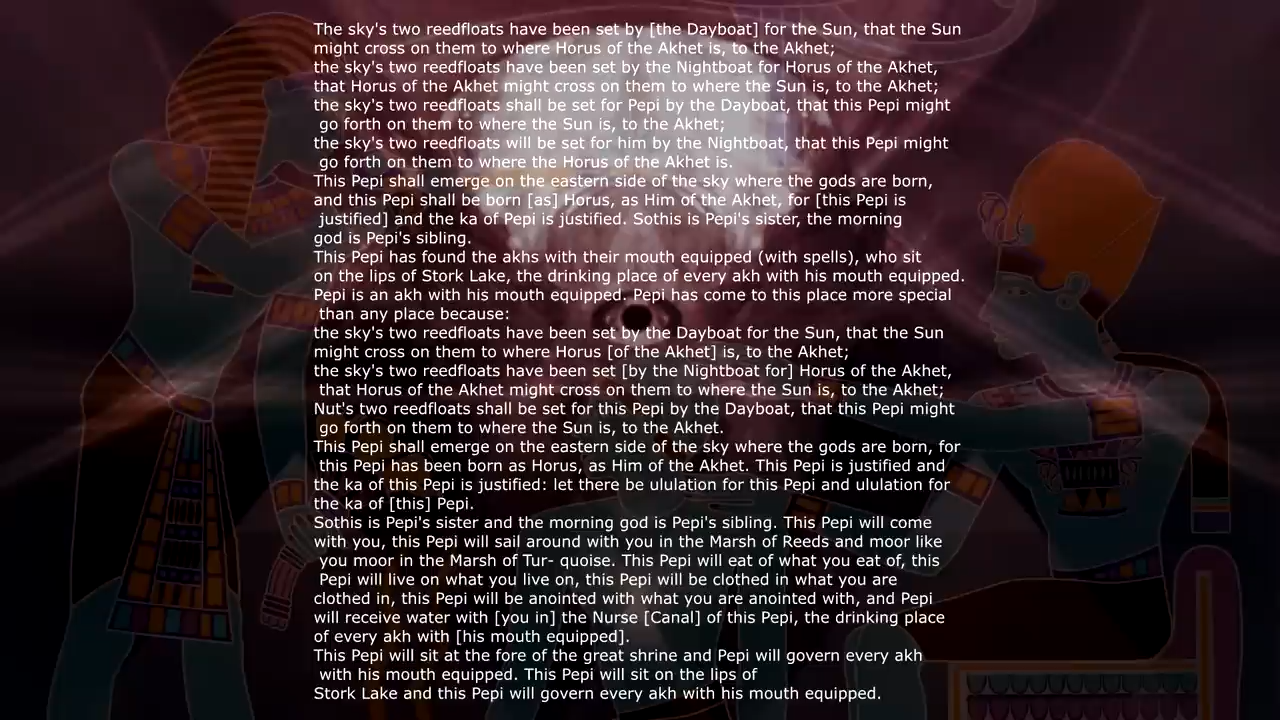 The sky's two reedfloats have been set by [the Dayboat] for the Sun, that the Sun
might cross on them to where Horus of the Akhet is, to the Akhet;
the sky's two reedfloats have been set by the Nightboat for Horus of the Akhet,
that Horus of the Akhet might cross on them to where the Sun is, to the Akhet;
the sky's two reedfloats shall be set for Pepi by the Dayboat, that this Pepi might
go forth on them to where the Sun is, to the Akhet;
the sky's two reedfloats will be set for him by the Nightboat, that this Pepi might
go forth on them to where the Horus of the Akhet is.
This Pepi shall emerge on the eastern side of the sky where the gods are born,
and this Pepi shall be born [as] Horus, as Him of the Akhet, for [this Pepi is
justified] and the ka of Pepi is justified. Sothis is Pepi's sister, the morning
god is Pepi's sibling.
This Pepi has found the akhs with their mouth equipped (with spells), who sit
on the lips of Stork Lake, the drinking place of every akh with his mouth equipped.
Pepi is an akh with his mouth equipped. Pepi has come to this place more special
than any place because:
the sky's two reedfloats have been set by the Dayboat for the Sun, that the Sun
might cross on them to where Horus [of the Akhet] is, to the Akhet;
the sky's two reedfloats have been set [by the Nightboat for] Horus of the Akhet,
that Horus of the Akhet might cross on them to where the Sun is, to the Akhet;
Nut's two reedfloats shall be set for this Pepi by the Dayboat, that this Pepi might
go forth on them to where the Sun is, to the Akhet.
This Pepi shall emerge on the eastern side of the sky where the gods are born, for
this Pepi has been born as Horus, as Him of the Akhet. This Pepi is justified and
the ka of this Pepi is justified: let there be ululation for this Pepi and ululation for
the ka of [this] Pepi.
Sothis is Pepi's sister and the morning god is Pepi's sibling. This Pepi will come
with you, this Pepi will sail around with you in the Marsh of Reeds and moor like
you moor in the Marsh of Tur- quoise. This Pepi will eat of what you eat of, this
Pepi will live on what you live on, this Pepi will be clothed in what you are
clothed in, this Pepi will be anointed with what you are anointed with, and Pepi
will receive water with [you in] the Nurse [Canal] of this Pepi, the drinking place
of every akh with [his mouth equipped].
This Pepi will sit at the fore of the great shrine and Pepi will govern every akh
with his mouth equipped. This Pepi will sit on the lips of
Stork Lake and this Pepi will govern every akh with his mouth equipped.